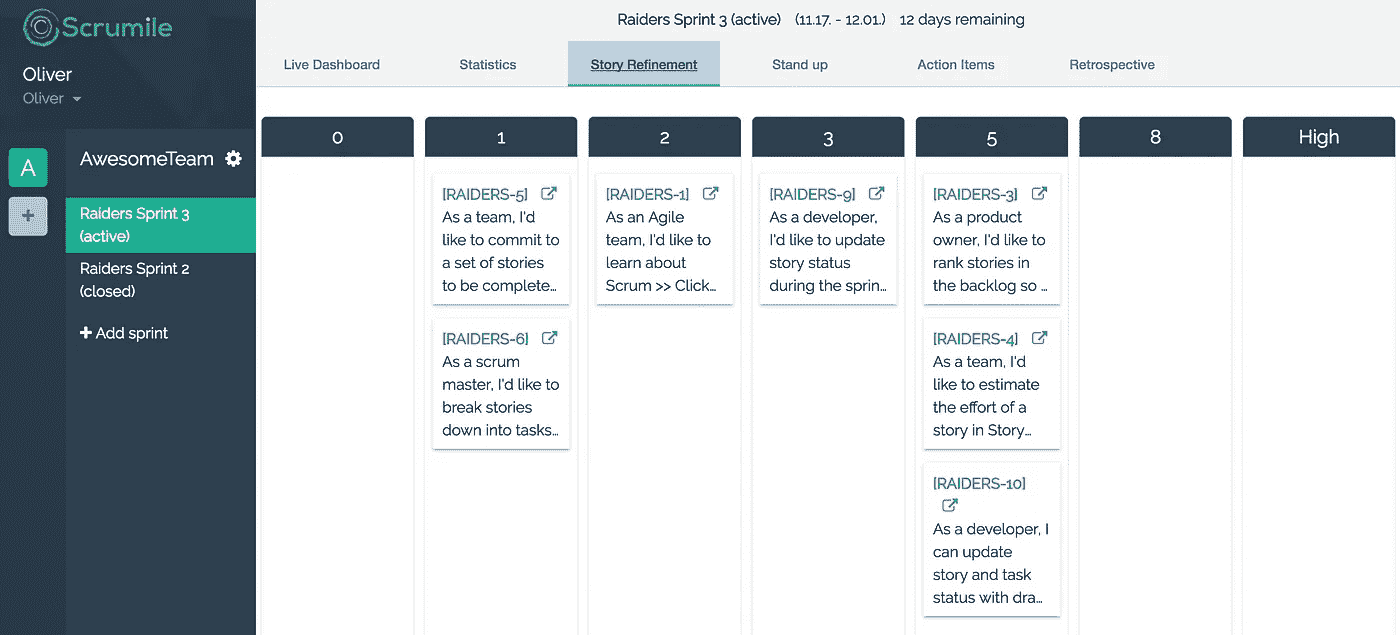 Scrumile
Oliver
Oliver
A
+
AwesomeTeam
Raiders Sprint 3
(active)
Raiders Sprint 2
(closed)
+ Add sprint
Raiders Sprint 3 (active) (11.17. - 12.01.) 12 days remaining
Live Dashboard Statistics Story Refinement Stand up Action Items Retrospective
0
1
[RAIDERS-5]
As a team, I'd
like to commit to
a set of stories
to be complete...
[RAIDERS-6]
As a scrum
master, I'd like to
break stories
down into tasks...
2
[RAIDERS-1]
As an Agile
team, I'd like to
learn about
Scrum >> Click...
3
[RAIDERS-9]
As a developer,
I'd like to update
story status
during the sprin...
5
[RAIDERS-3]
As a product
owner, I'd like to
rank stories in
the backlog so ...
[RAIDERS-4]
As a team, I'd
like to estimate
the effort of a
story in Story...
[RAIDERS-10]
As a developer, I
can update
story and task
status with dra...
8
High